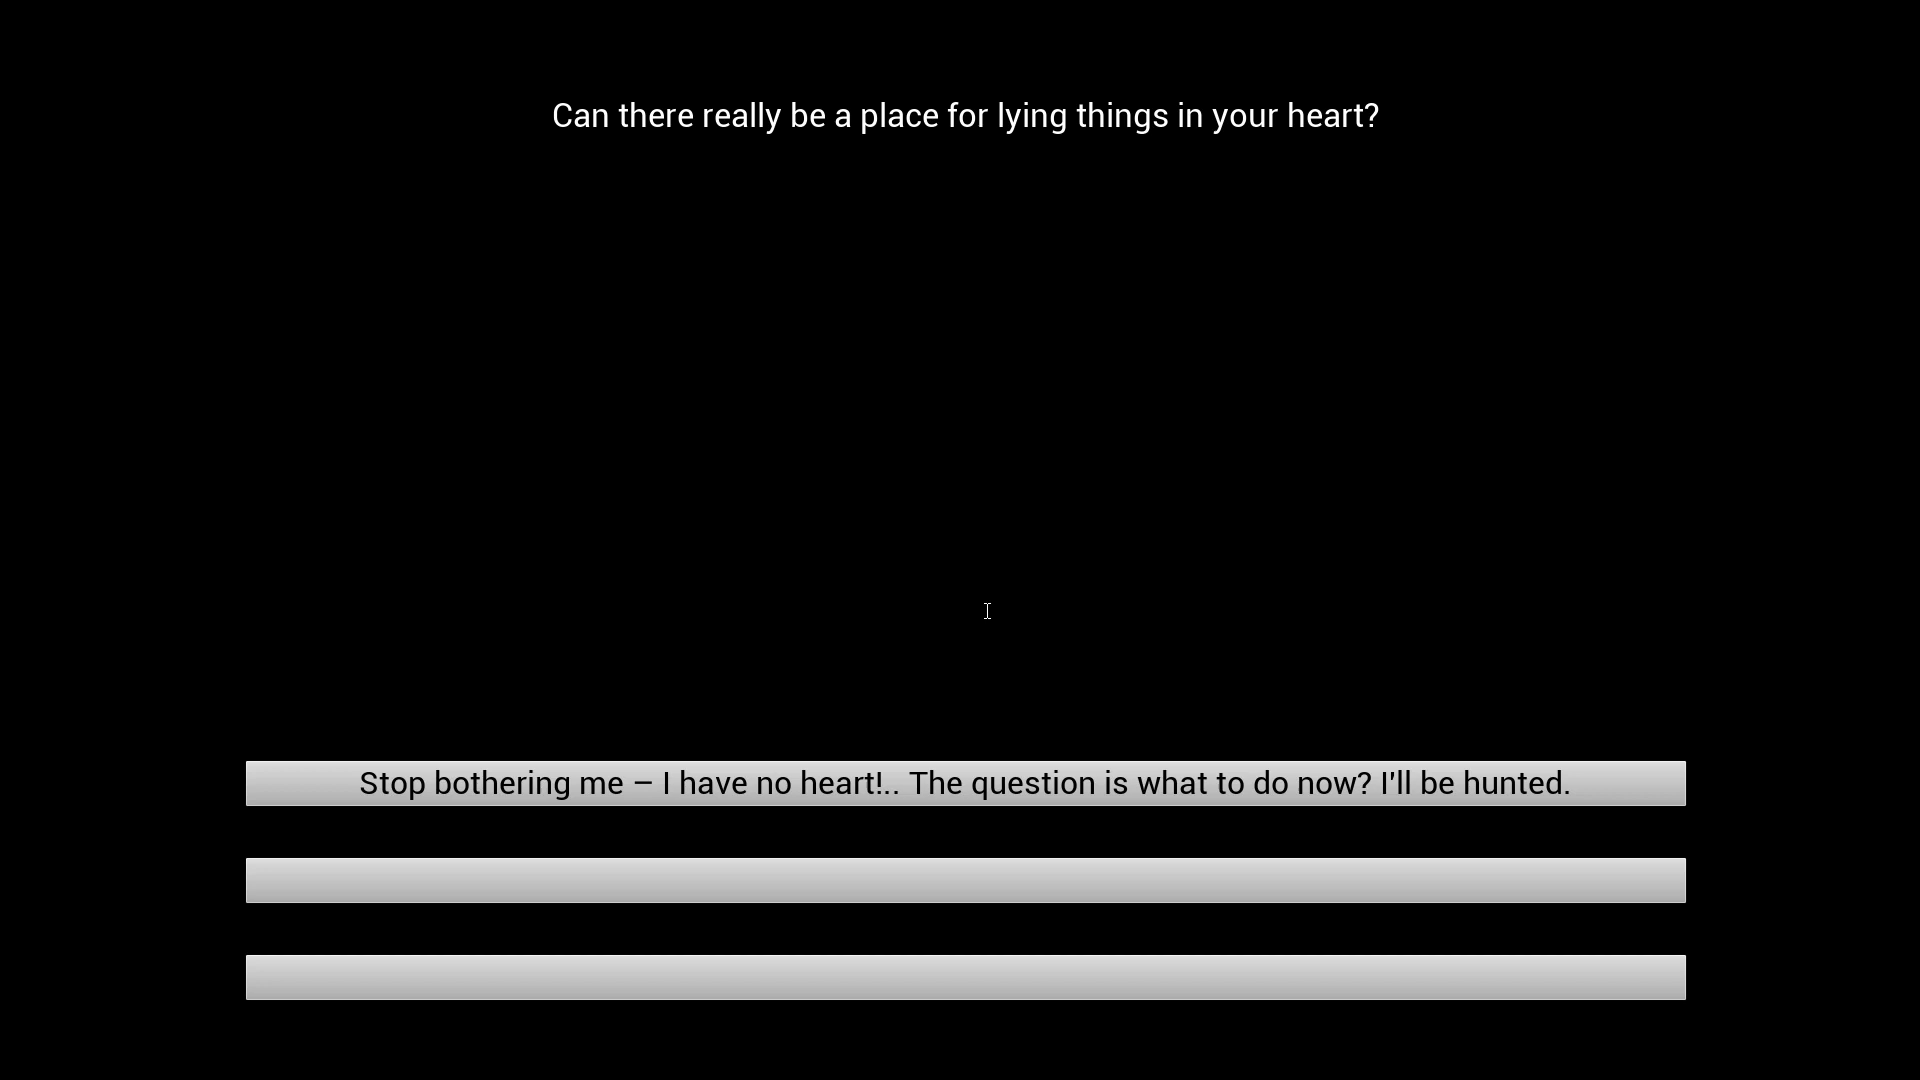 Can there really be a place for lying things in your heart?
Stop bothering me – I have no heart!.. The question is what to do now? I'll be hunted.